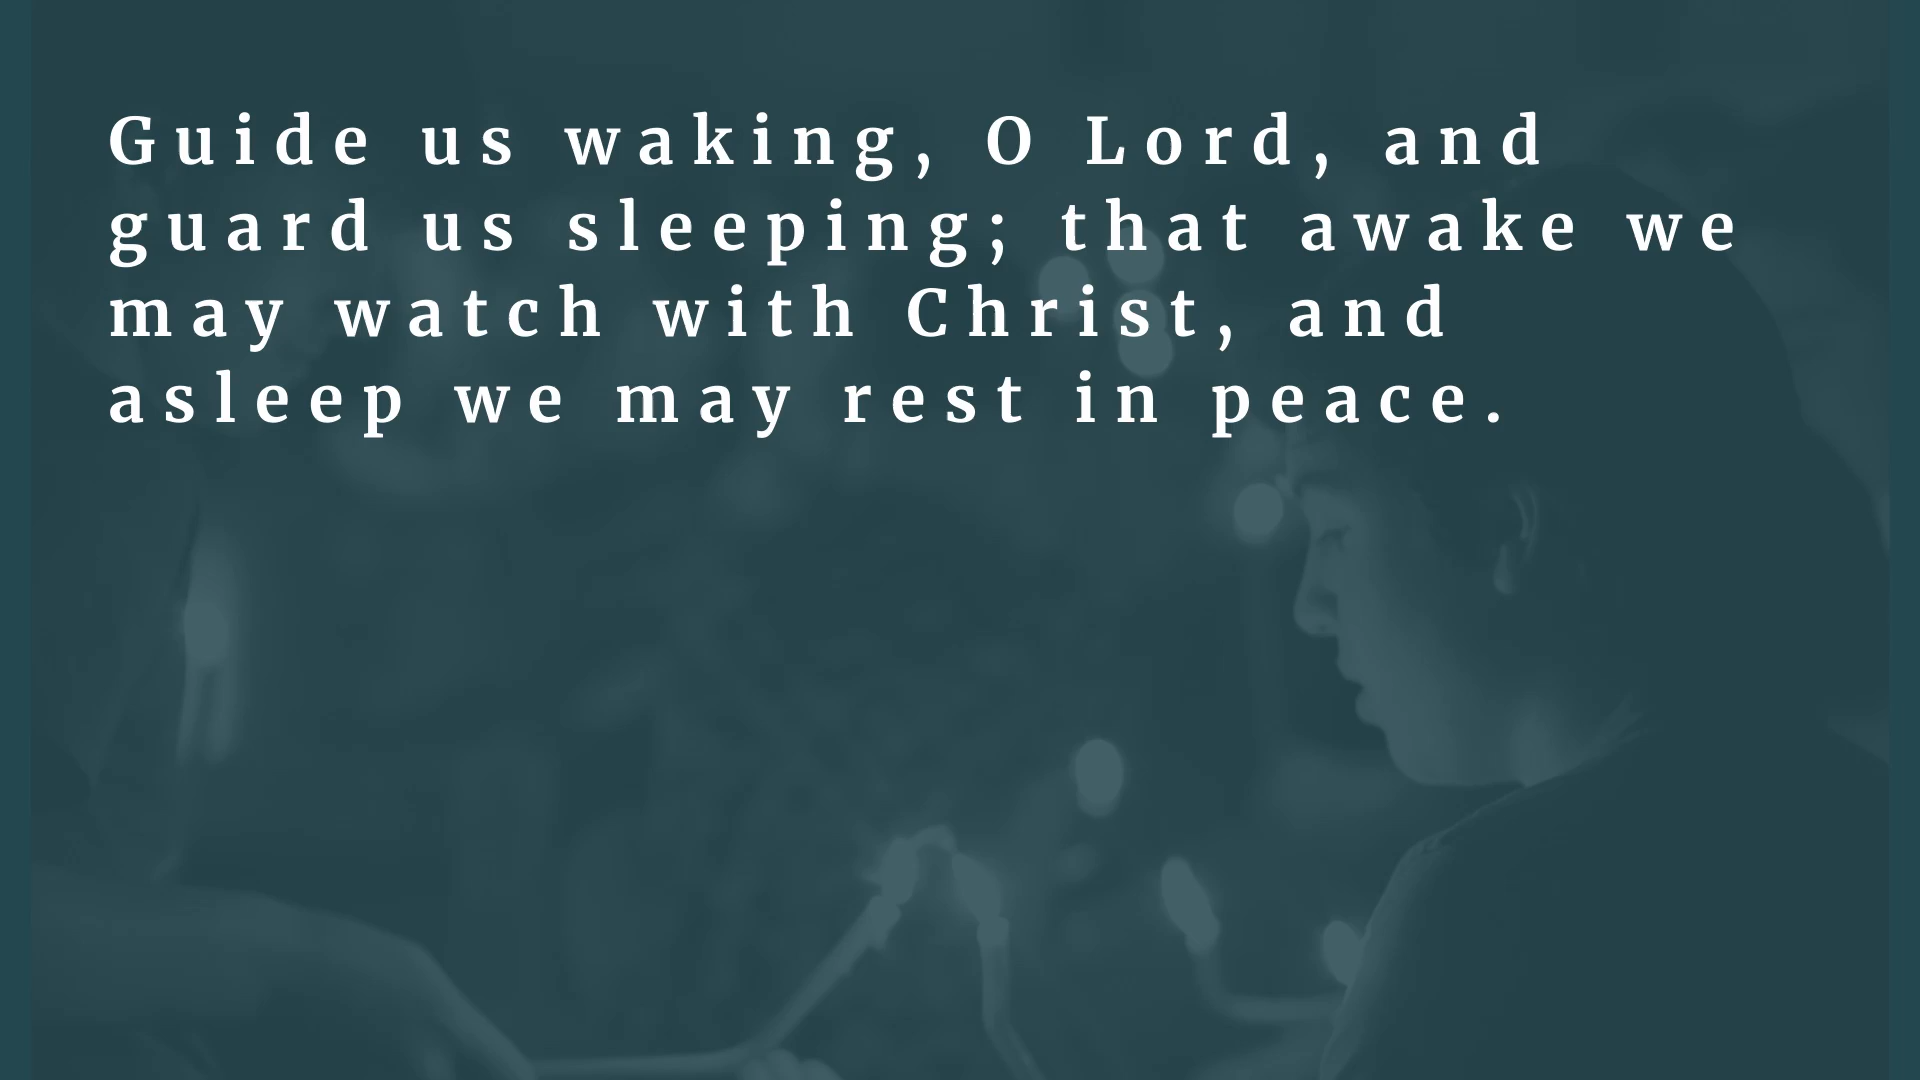 Guide us waking, O Lord, and
guard us sleeping; that awake we
may watch with Christ, and
asleep we may rest in peace.